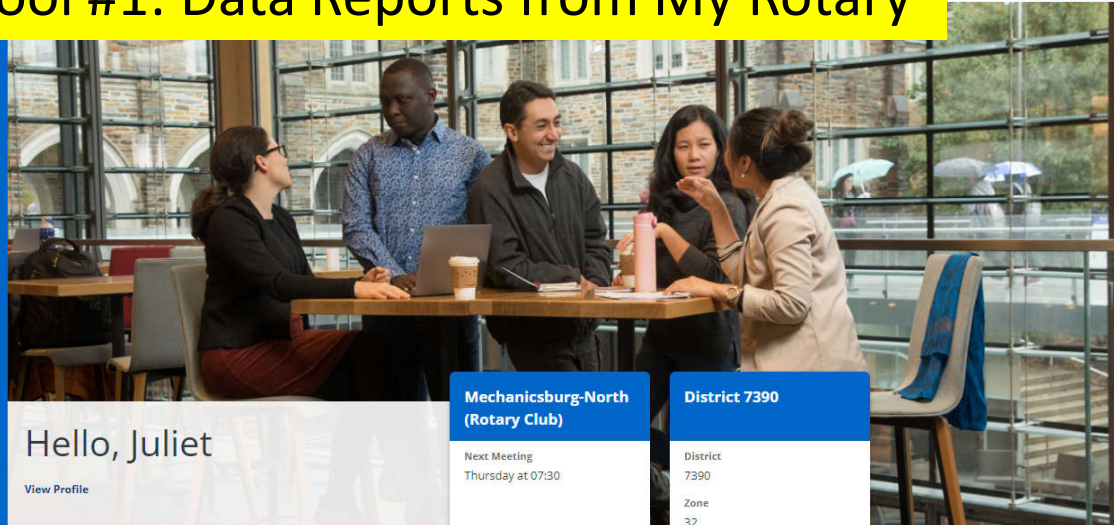 #1: Data Reports from My Rotary
Hello, Juliet
View Profile
Mechanicsburg-North
(Rotary Club)
Next Meeting
Thursday at 07:30
District 7390
District
7390
Zone
32